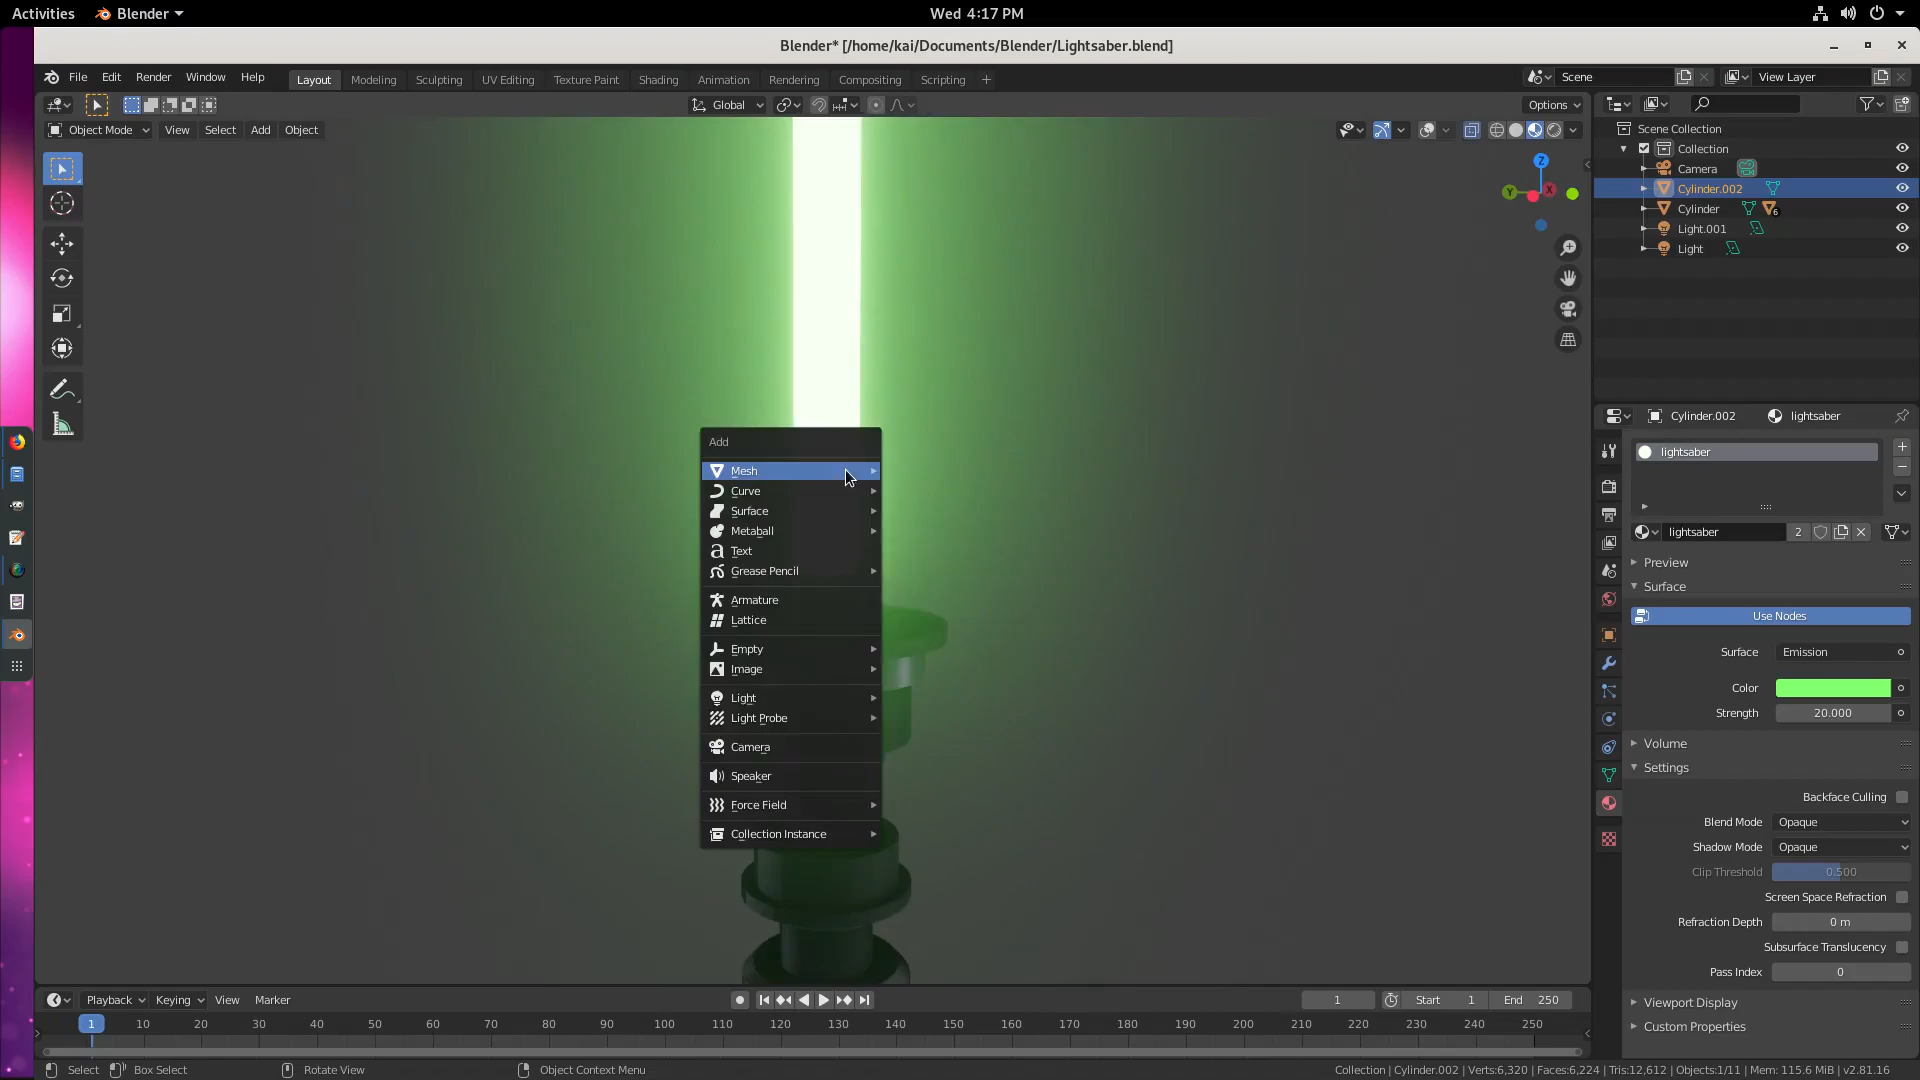 Activities Blender Wed 4:17 PM
Blender* [/home/kai/Documents/Blender/Lightsaber.blend]
File Edit Render Window Help Layout Modeling Sculpting UV Editing Texture Paint Shading Animation Rendering Compositing Scripting + Scene View Layer
Global Options
Object Mode View Select Add Object
Scene Collection
Collection
Camera
Cylinder.002
Cylinder 6
Light.001
Light
Z
Y X
Add
Mesh
Curve
Surface
Metaball
Text
Grease Pencil
Armature
Lattice
Empty
Image
Light
Light Probe
Camera
Speaker
Force Field
Collection Instance
Cylinder.002 lightsaber
lightsaber
lightsaber 2
Preview
Surface
Use Nodes
Surface Emission
Color
Strength 20.000
Volume
Settings
Backface Culling
Blend Mode Opaque
Shadow Mode Opaque
Clip Threshold 0.500
Screen Space Refraction
Refraction Depth 0 m
Subsurface Translucency
Pass Index 0
Viewport Display
Custom Properties
Playback Keying View Marker 1 Start 1 End 250
1 10 20 30 40 50 60 70 80 90 100 110 120 130 140 150 160 170 180 190 200 210 220 230 240 250
Select Box Select Rotate View Object Context Menu Collection | Cylinder.002 | Verts:6,320 | Faces:6,224 | Tris:12,612 | Objects:1/11 | Mem: 115.6 MiB | v2.81.16